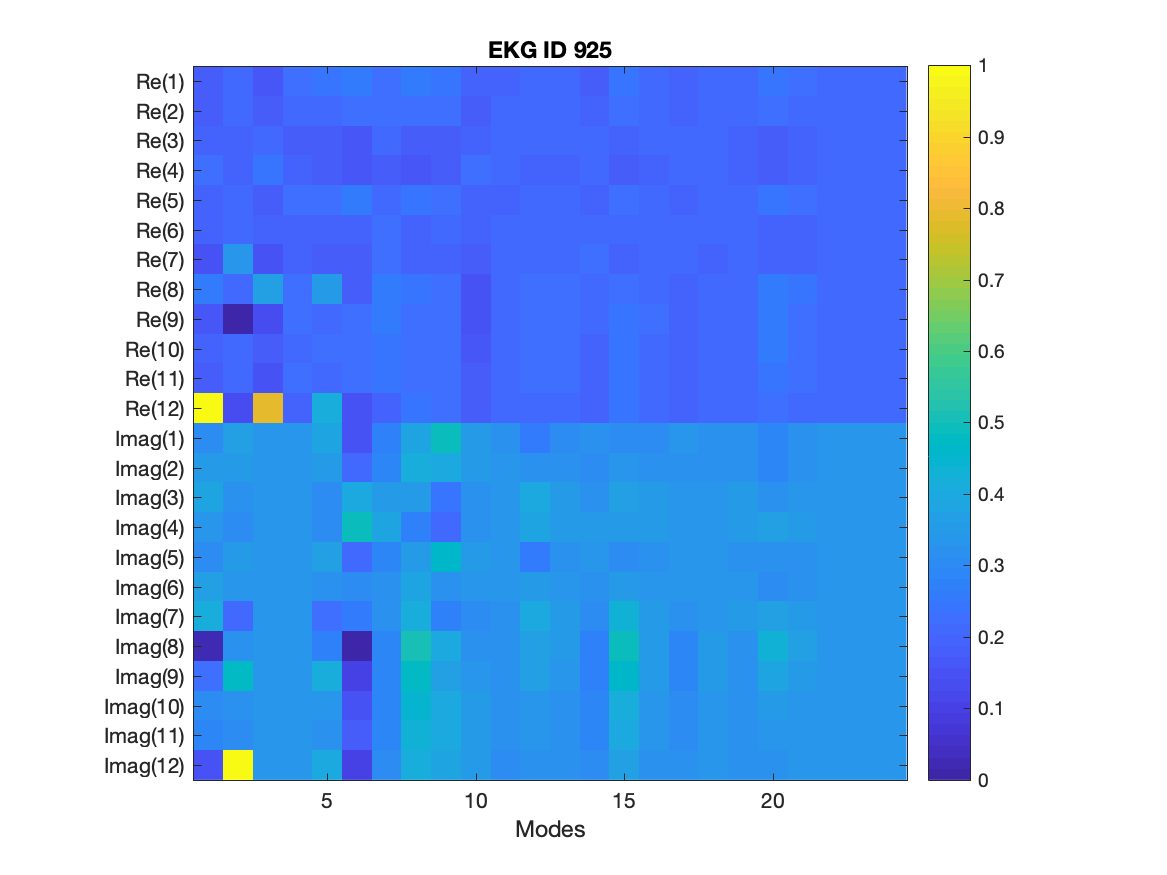 EKG ID 925
Re(1)
Re(2)
Re(3)
Re(4)
Re(5)
Re(6)
Re(7)
Re(8)
Re(9)
Re(10)
Re(11)
Re(12)
Imag(1)
Imag(2)
Imag(3)
Imag(4)
Imag(5)
Imag(6)
Imag(7)
Imag(8)
Imag(9)
Imag(10)
Imag(11)
Imag(12)
5 10 15 20
Modes
1
0.9
0.8
0.7
0.6
0.5
0.4
0.3
0.2
0.1
0